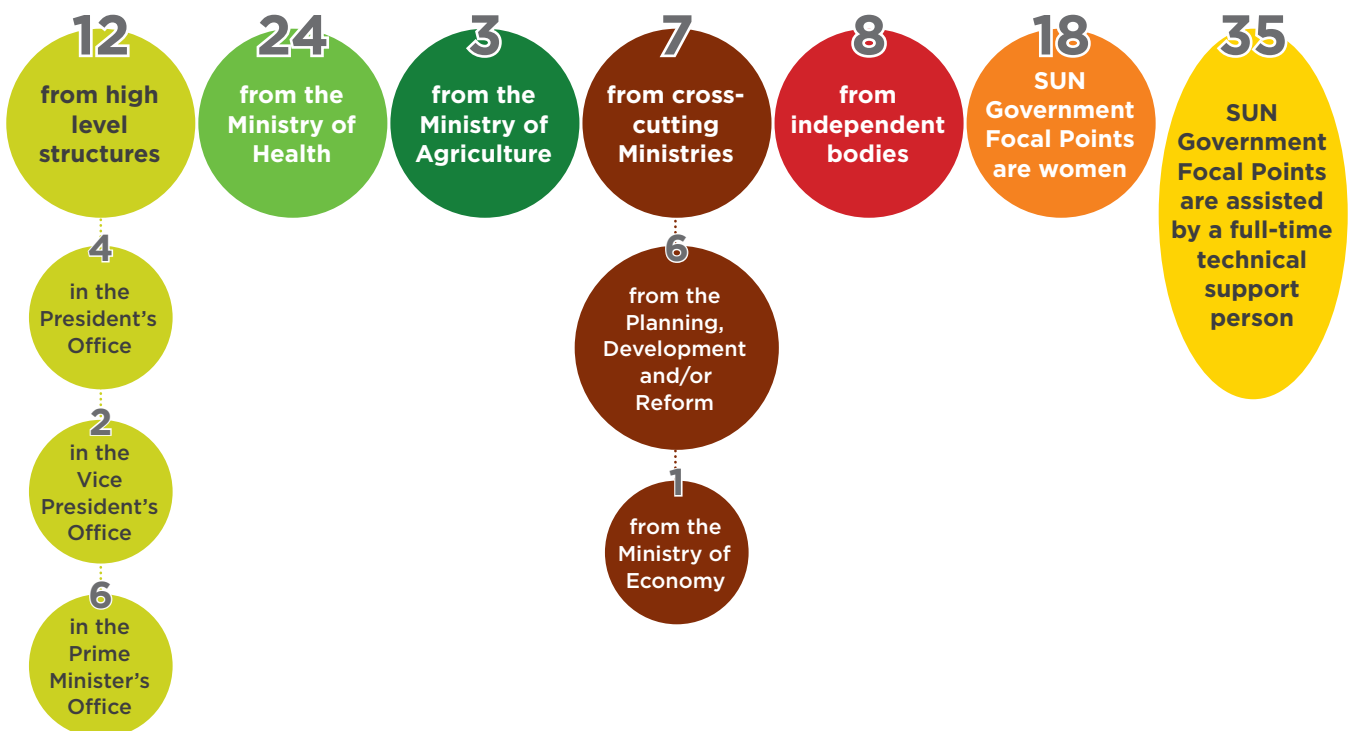 12
from high
level
structures
4
in the
President's
Office
2
in the
Vice
President's
Office
6
in the
Prime
Minister's
Office
24
from the
Ministry of
Health
3
from the
Ministry of
Agriculture
7
from cross-
cutting
Ministries
6
from the
Planning,
Development
and/or
Reform
1
from the
Ministry of
Economy
8
from
independent
bodies
18
SUN
Government
Focal Points
are women
35
SUN
Government
Focal Points
are assisted
by a full-time
technical
support
person